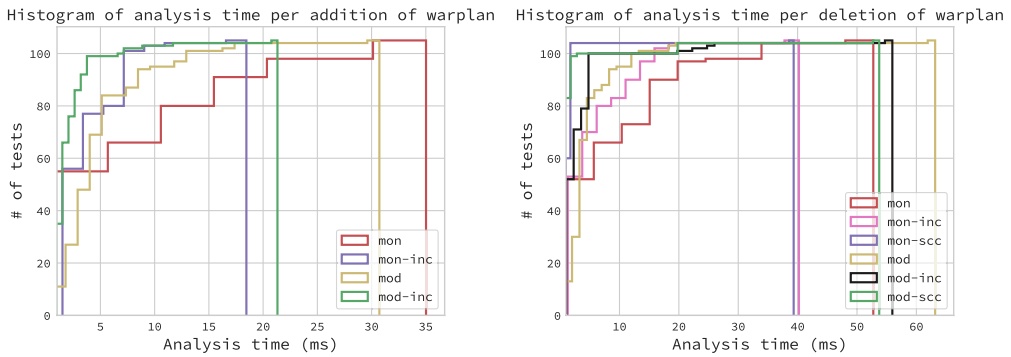 Histogram of analysis time per addition of warplan
# of tests
100
80
60
40
20
0
5 10 15 20 25 30 35
Analysis time (ms)
mon
mon-inc
mod
mod-inc
Histogram of analysis time per deletion of warplan
# of tests
100
80
60
40
20
0
10 20 30 40 50 60
Analysis time (ms)
mon
mon-inc
mon-scc
mod
mod-inc
mod-scc